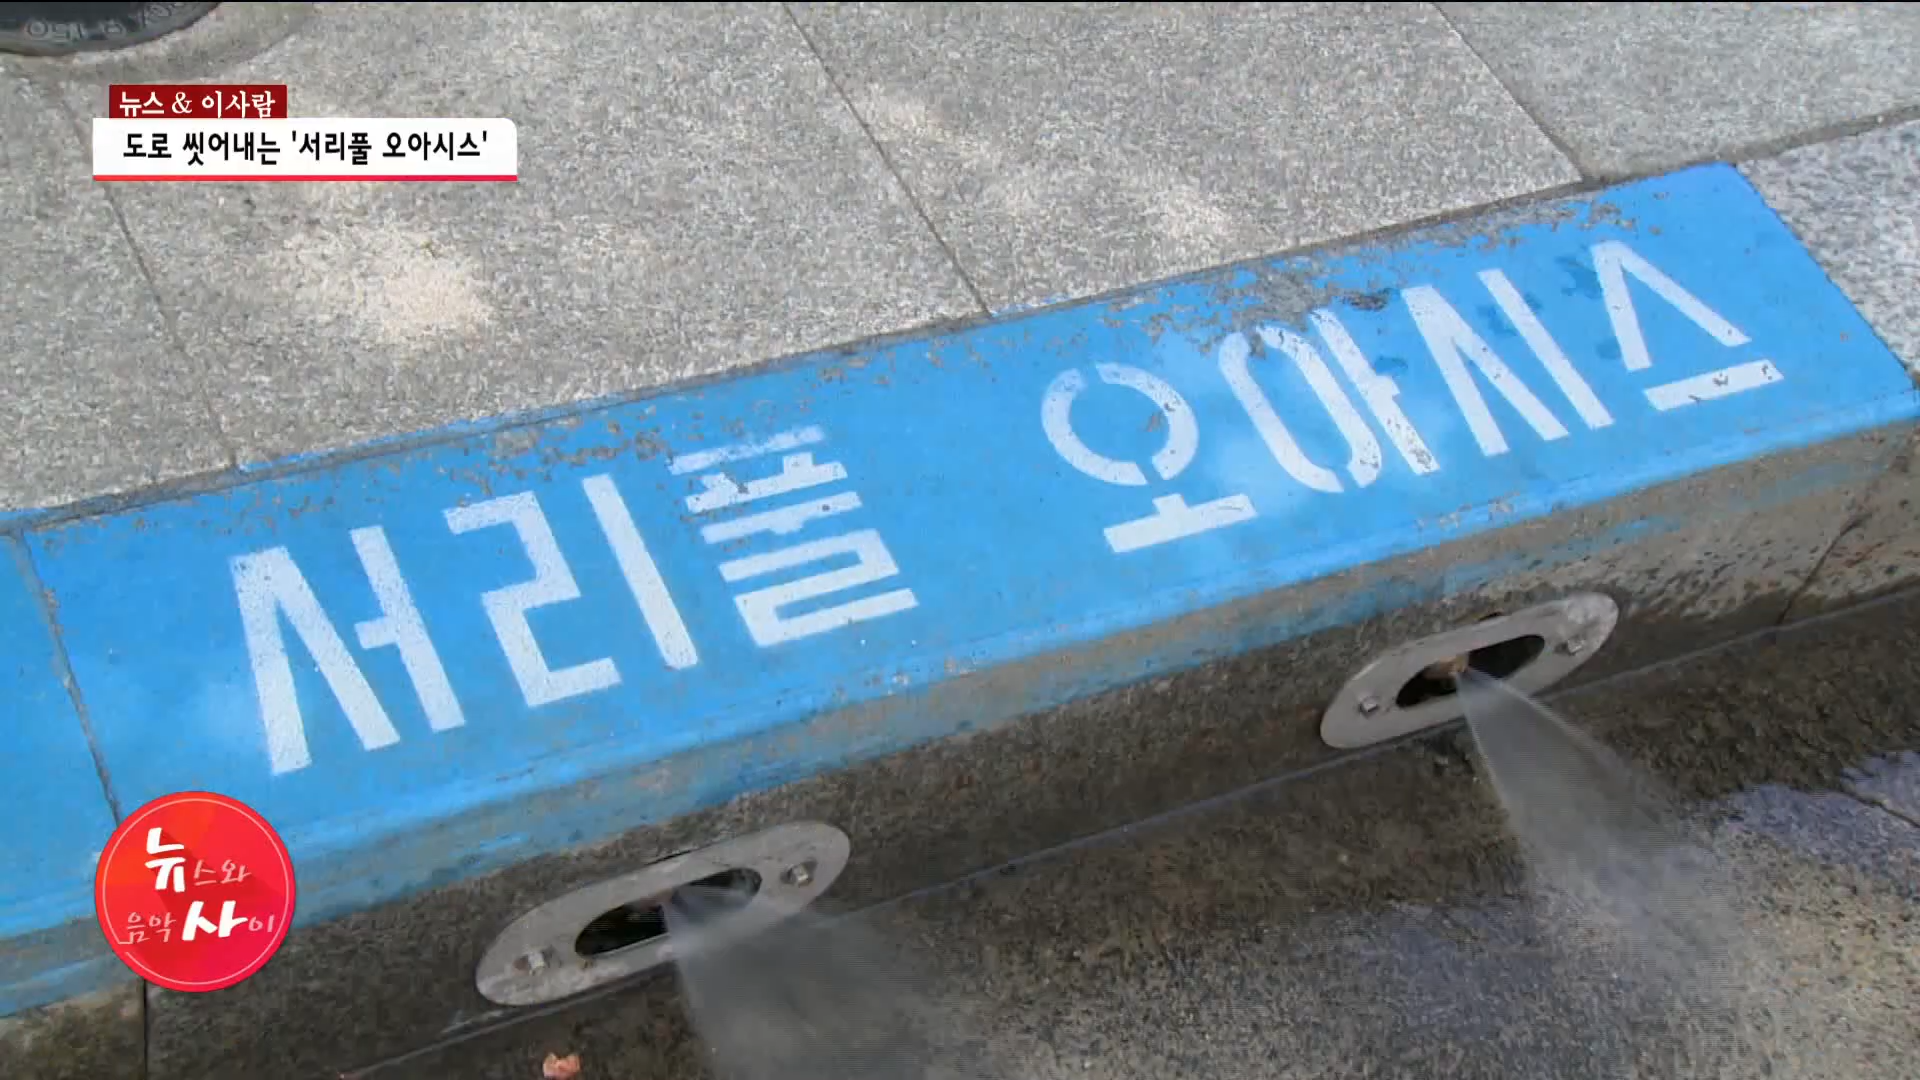 뉴스 & 이사람
도로 씻어내는 '서리풀 오아시스'
서리풀 오아시스
뉴스와
음악 사이